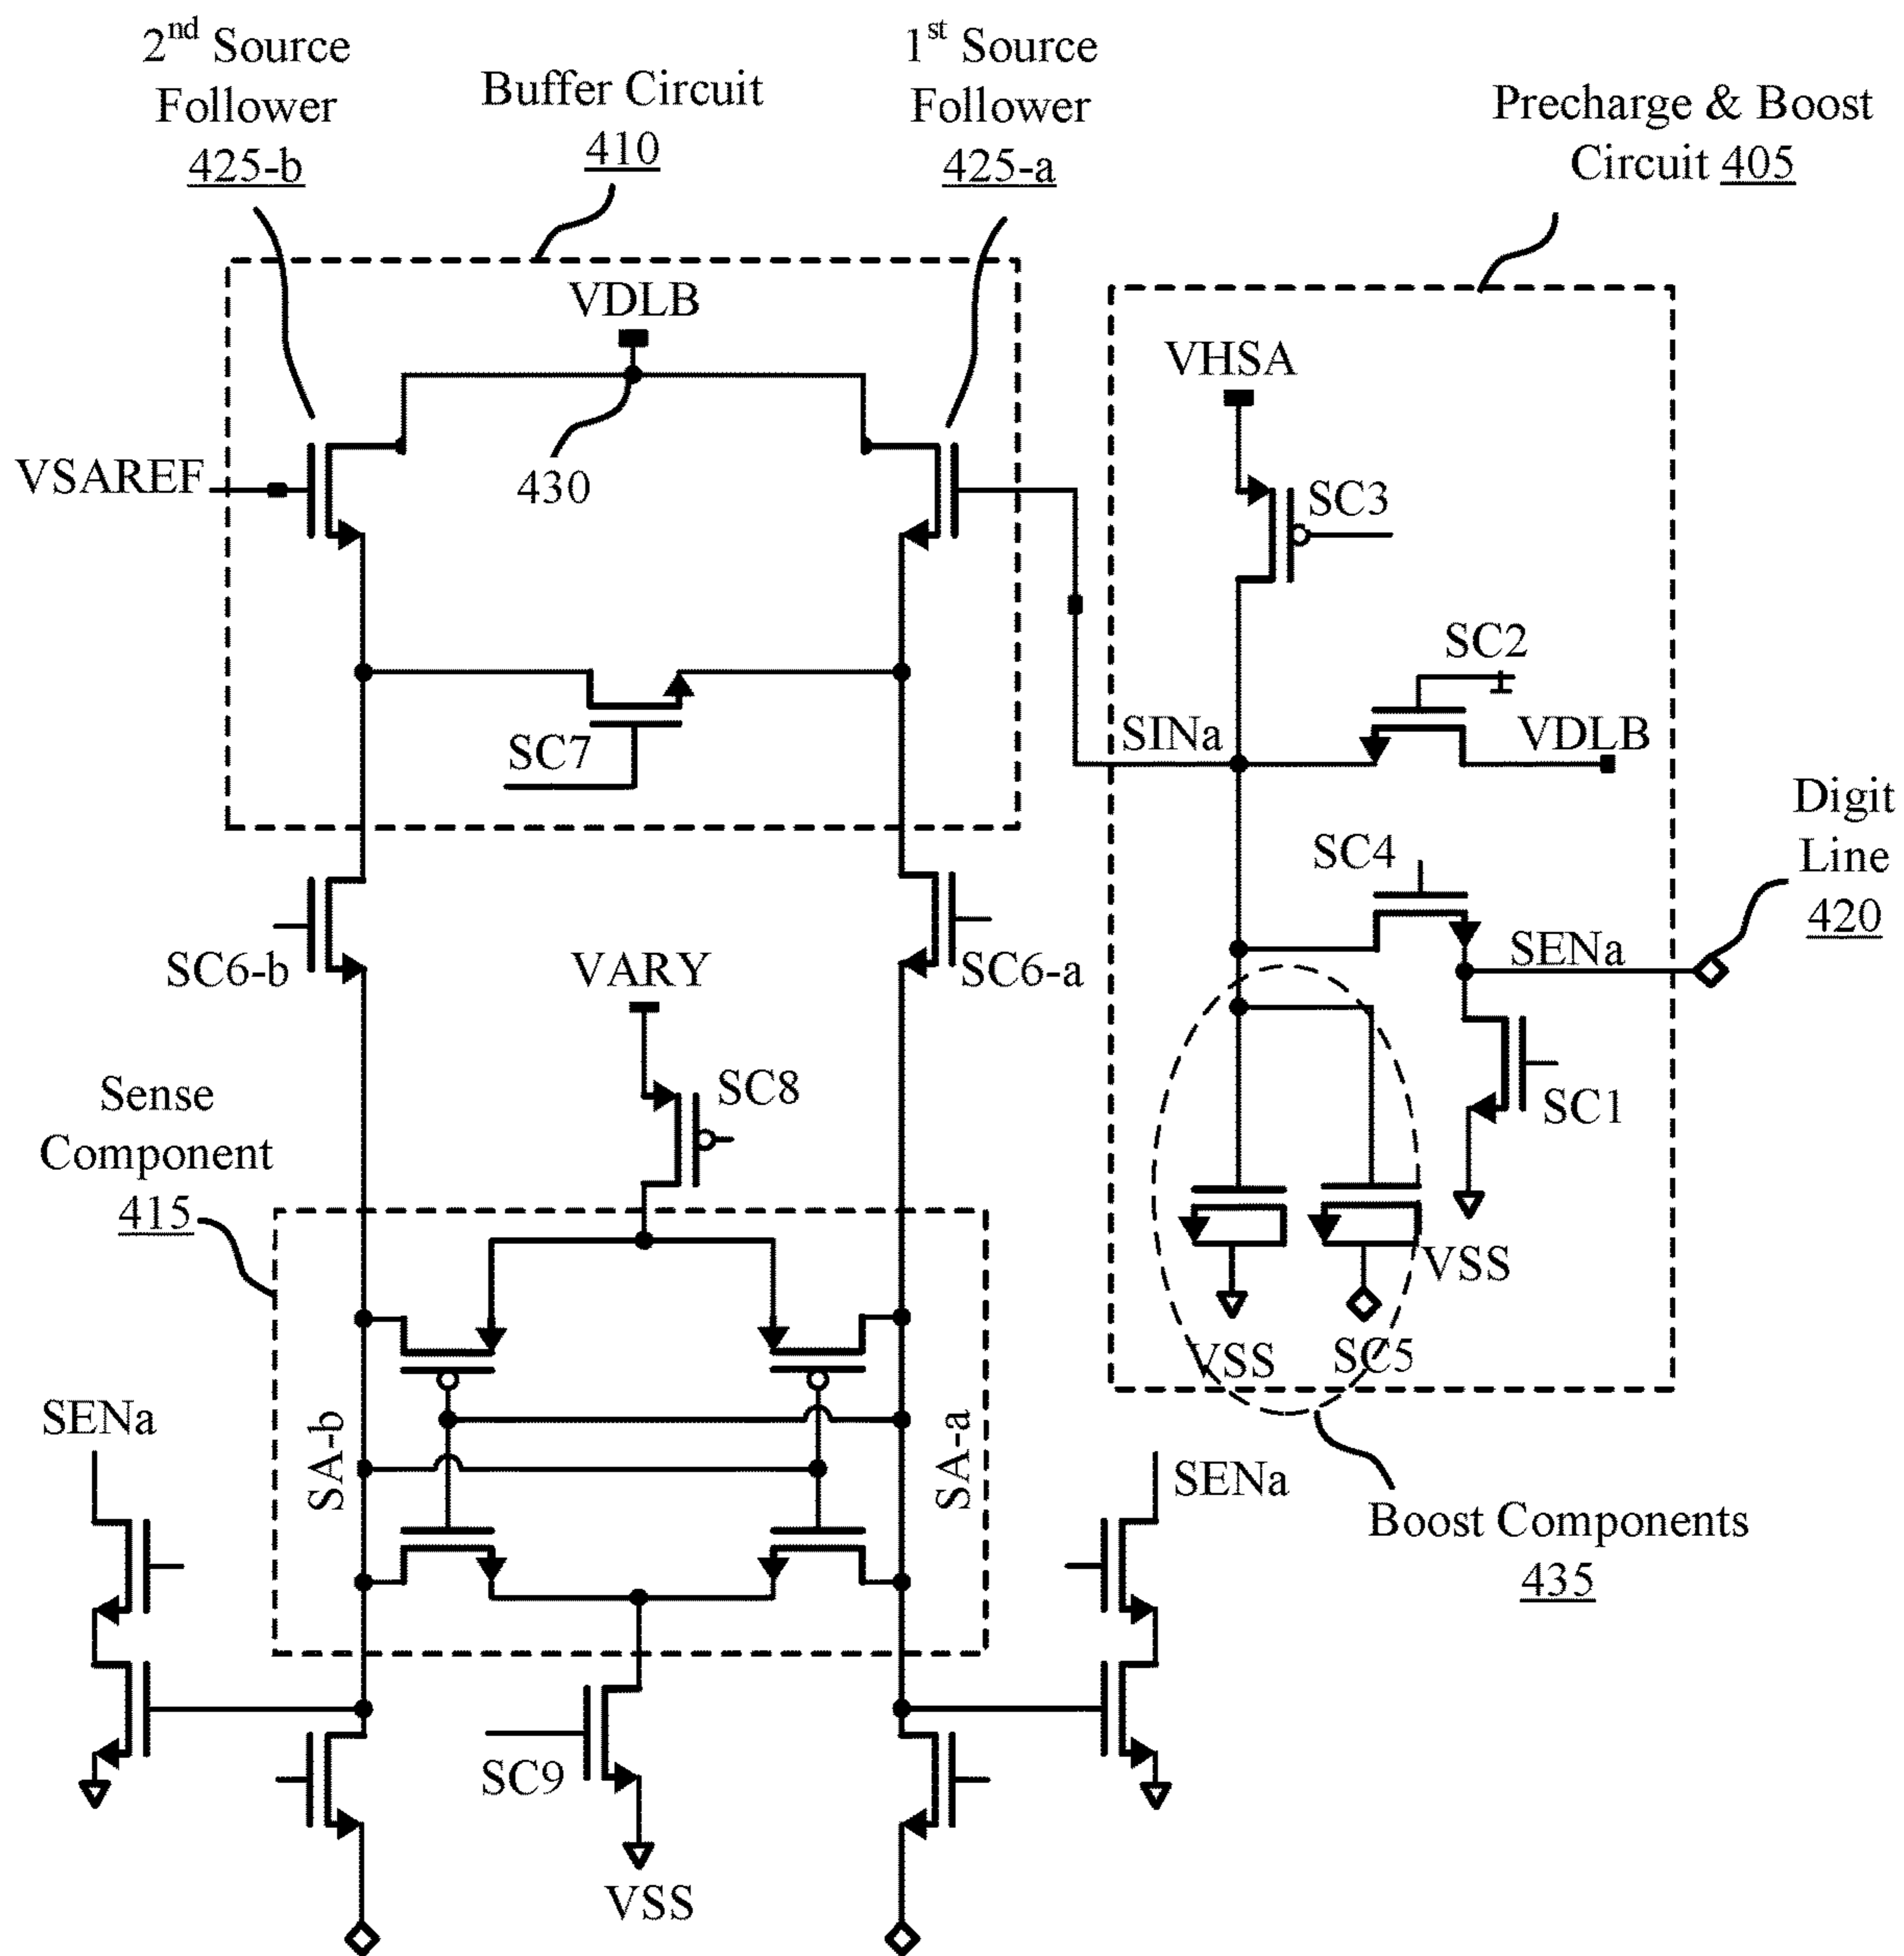 2nd Source
Follower
425-b
Buffer Circuit
410
1st Source
Follower
425-a
Precharge & Boost
Circuit 405
VDLB
VHSA
VSAREF
430
SC3
SC2
SC7
SINa
VDLB
Digit
Line
420
SC4
SENa
SC6-b
VARY
SC6-a
SC8
SC1
Sense
Component
415
VSS
VSS
SC5
SENa
SA-b
SA-a
SENa
Boost Components
435
SC9
VSS